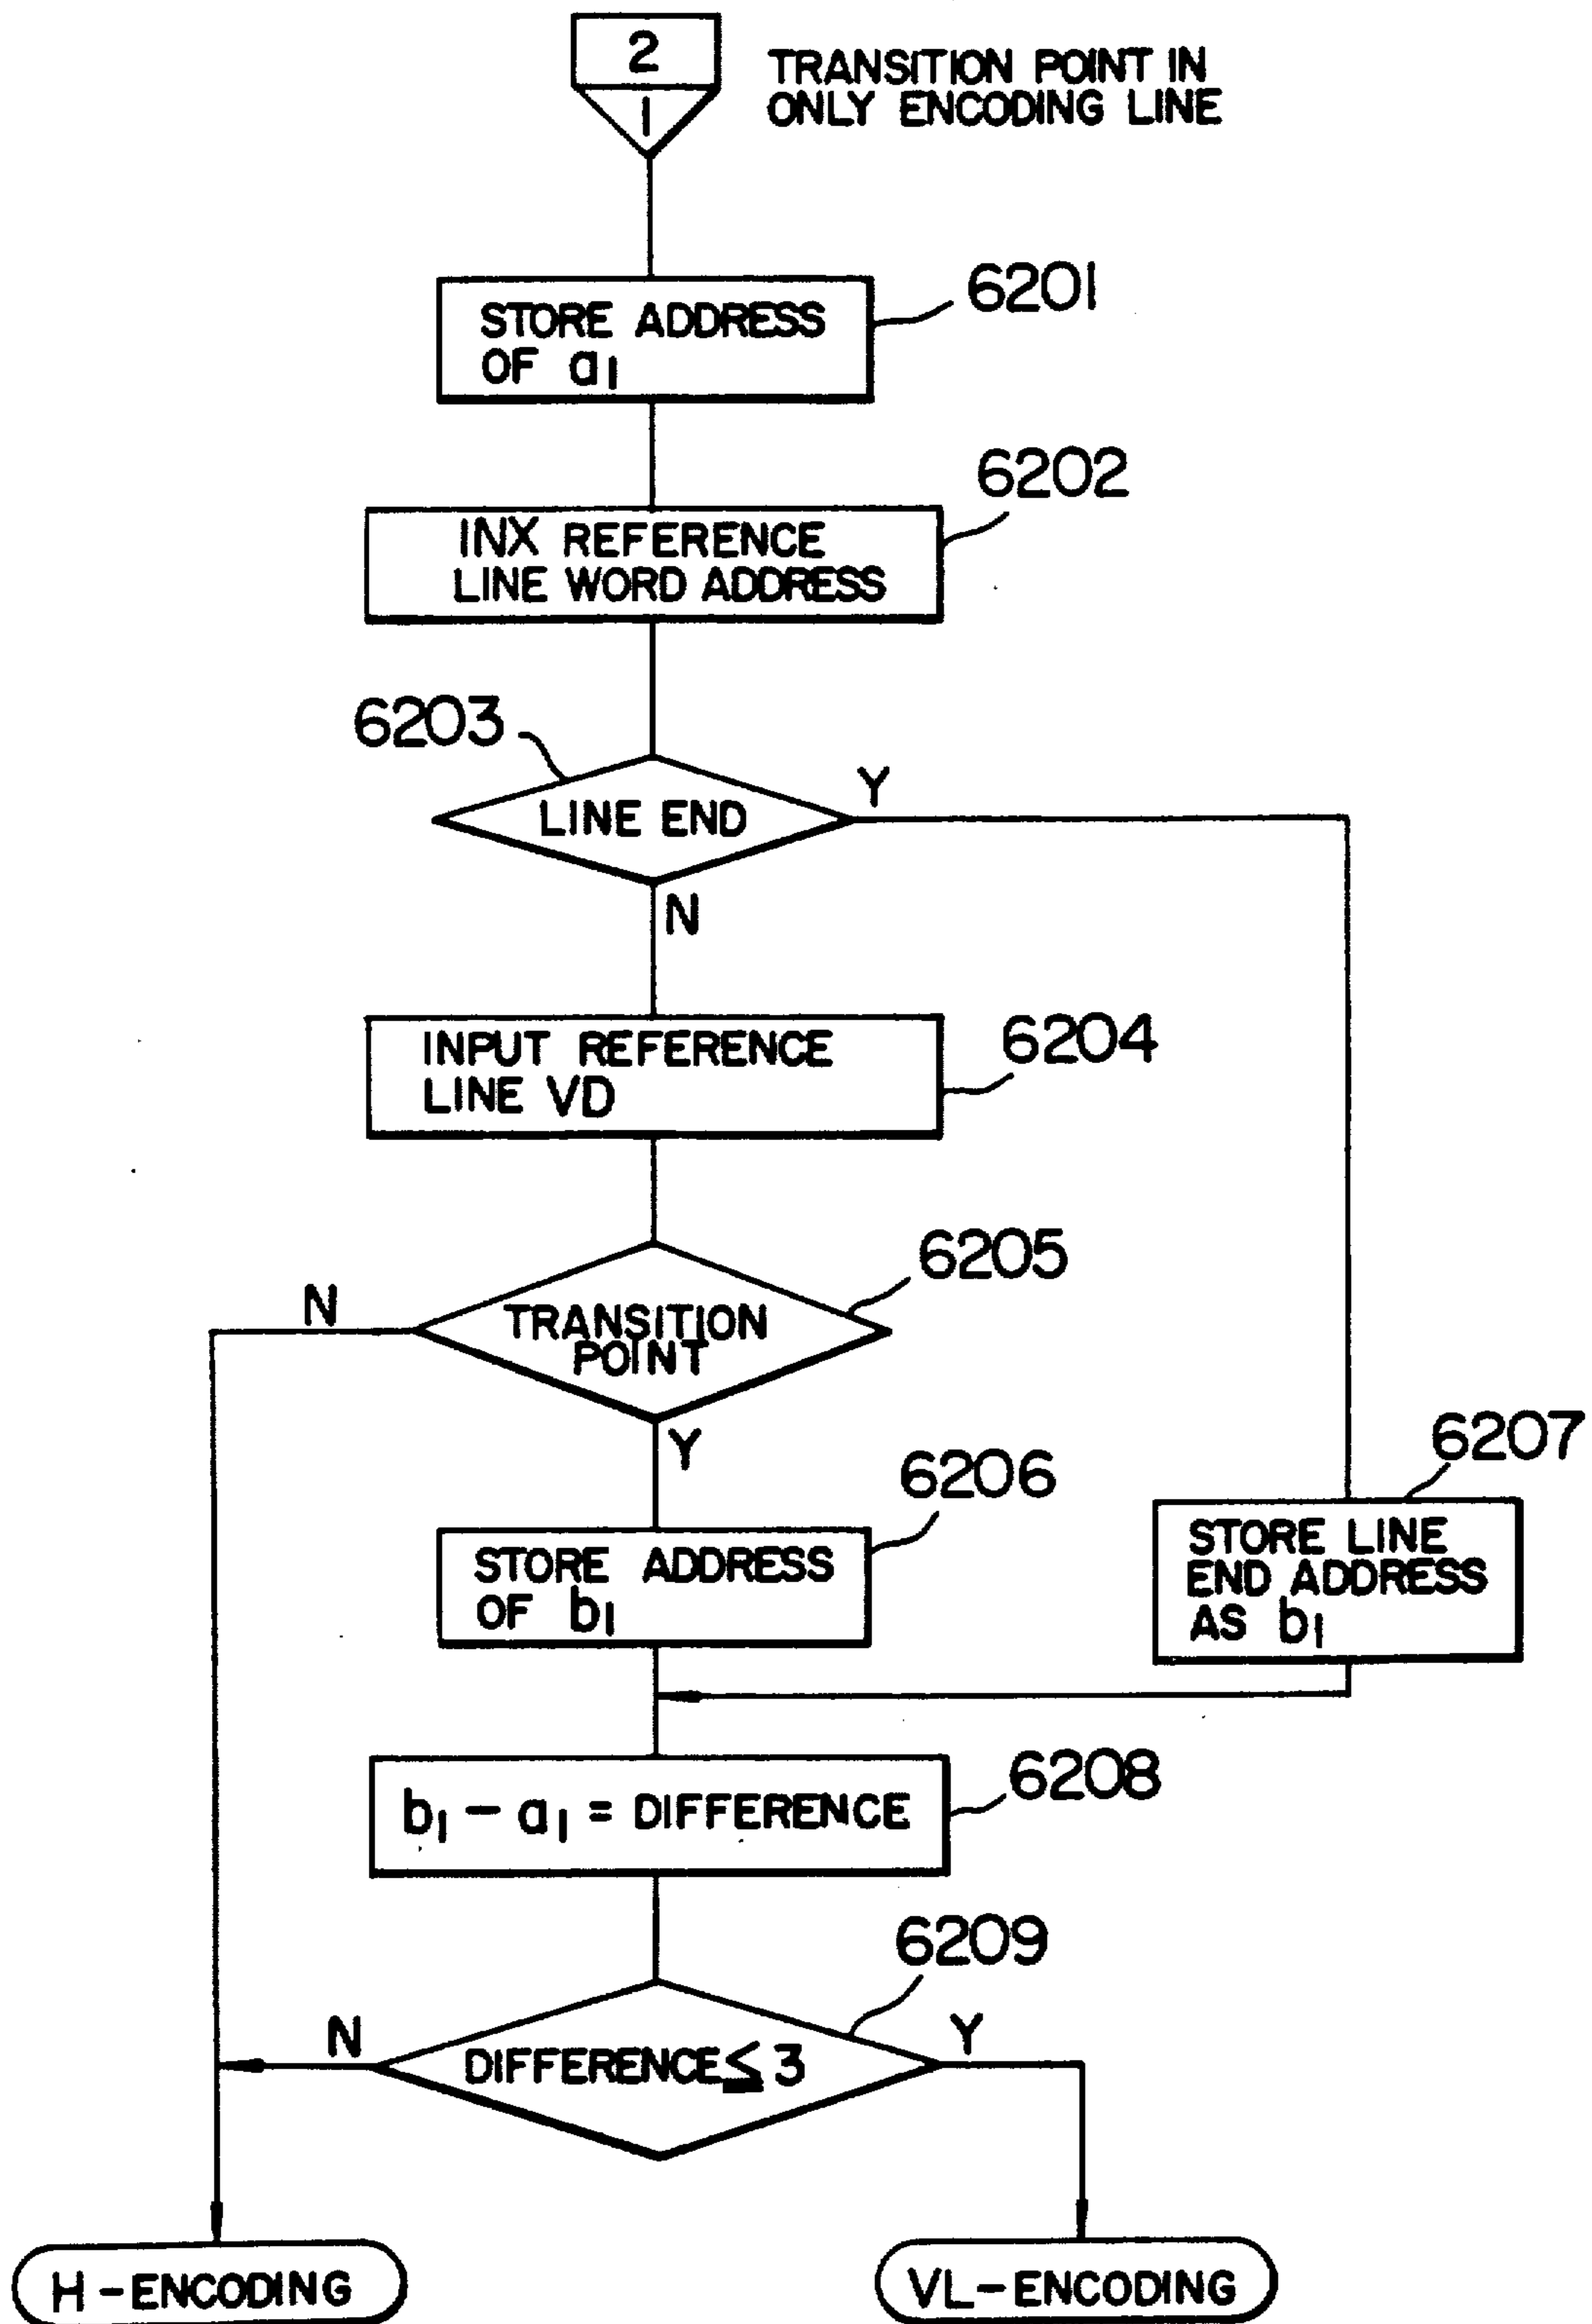 2
1
TRANSITION POINT IN
ONLY ENCODING LINE
6201
STORE ADDRESS
OF a1
6202
INX REFERENCE
LINE WORD ADDRESS
6203
LINE END
Y
N
6204
INPUT REFERENCE
LINE VD
6205
N
TRANSITION
POINT
Y
6206
STORE ADDRESS
OF b1
6207
STORE LINE
END ADDRESS
AS b1
6208
b1 - a1 = DIFFERENCE
6209
N
DIFFERENCE ≦ 3
Y
H-ENCODING
VL-ENCODING